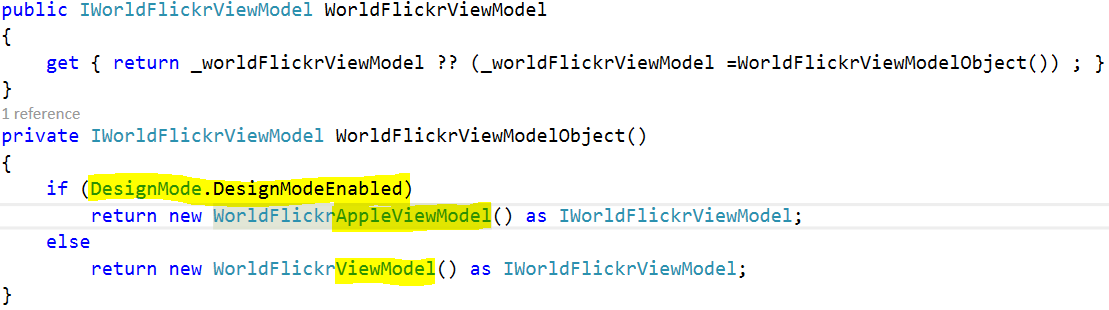 public IWorldFlickrViewModel WorldFlickrViewModel
{
get { return _worldFlickrViewModel ?? (_worldFlickrViewModel =WorldFlickrViewModelObject()) ; }
}
1 reference
private IWorldFlickrViewModel WorldFlickrViewModelObject()
{
if (DesignMode.DesignModeEnabled)
return new WorldFlickrAppleViewModel() as IWorldFlickrViewModel;
else
return new WorldFlickrViewModel() as IWorldFlickrViewModel;
}